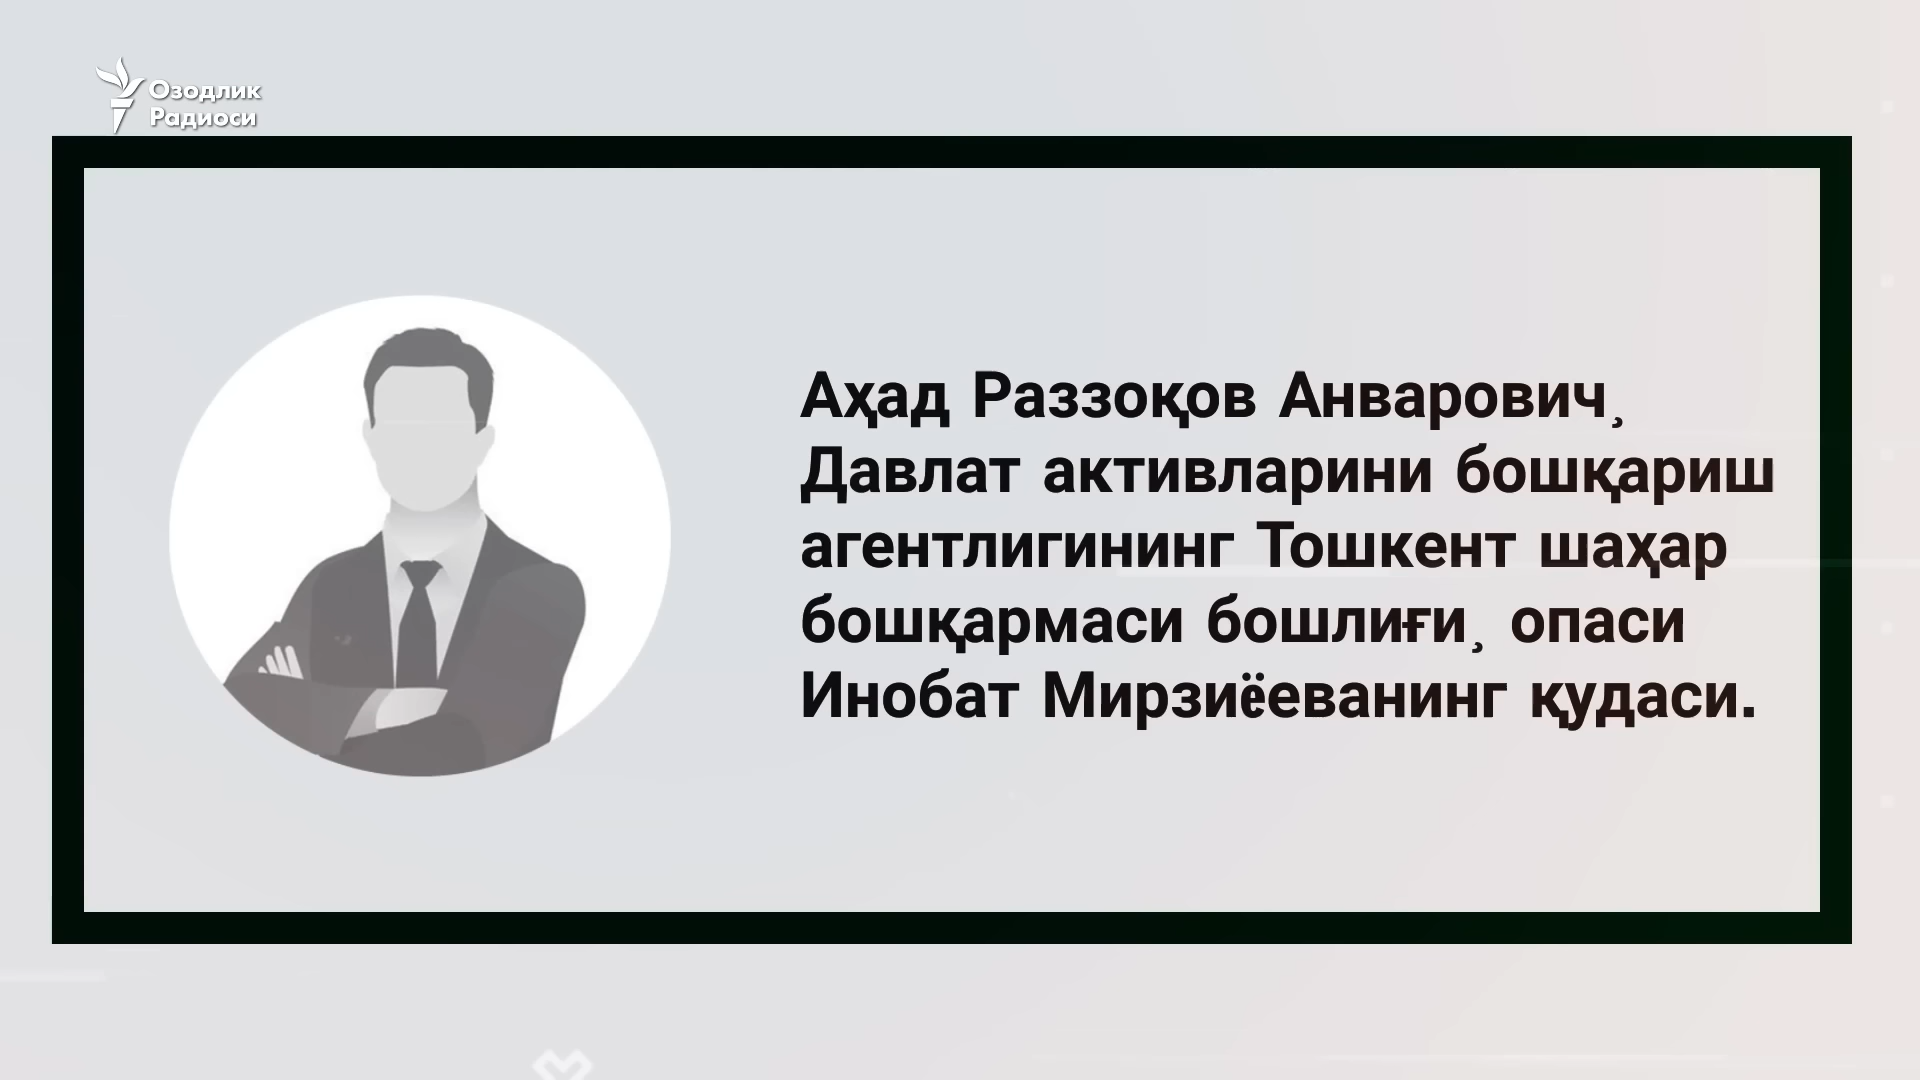 Озодлик
Радиоси
Аҳад Раззоқов Анварович¸
Давлат активларини бошқариш
агентлигининг Тошкент шаҳар
бошқармаси бошлиғи¸ опаси
Инобат Мирзиёеванинг қудаси.